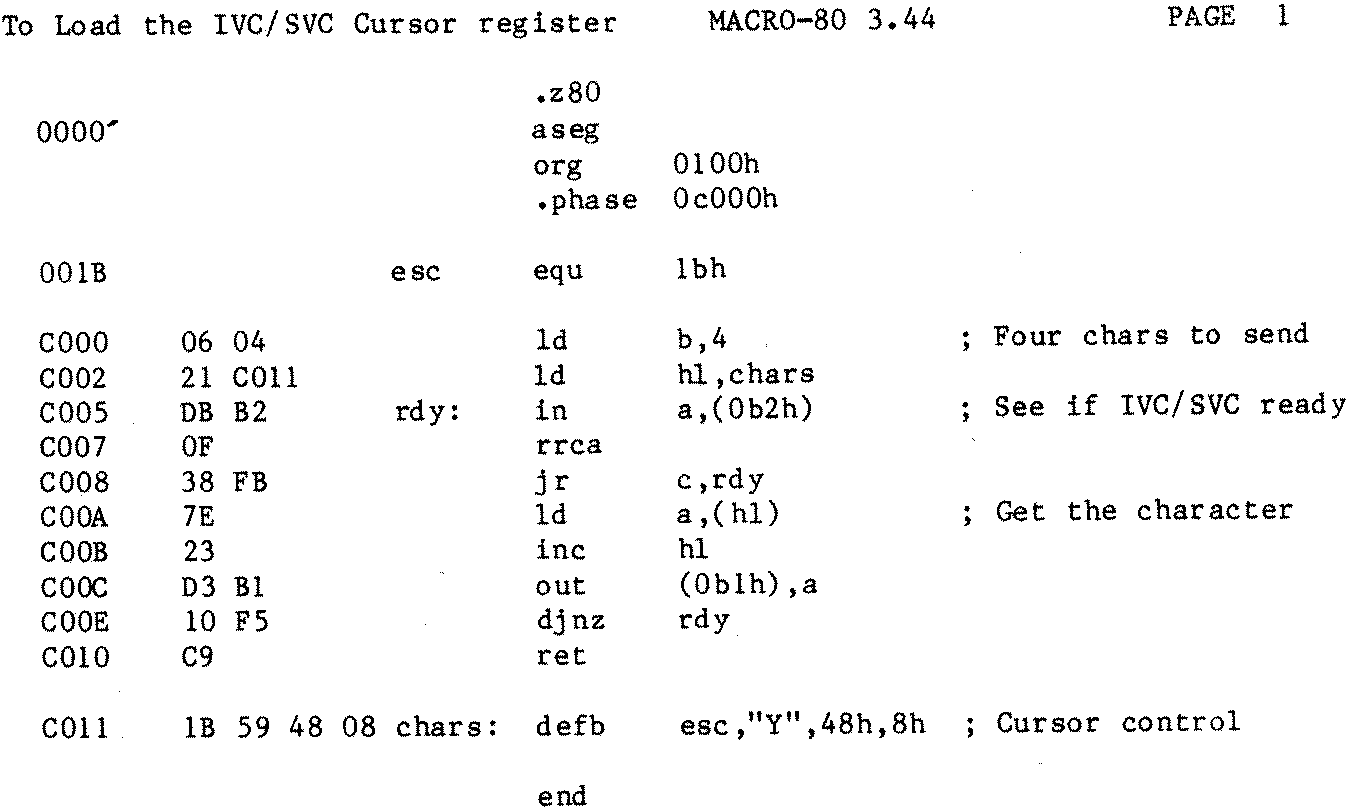 To Load the IVC/SVC Cursor register MACRO-80 3.44 PAGE 1
.z80
0000' aseg
org 0100h
.phase 0c000h
001B esc equ 1bh
C000 06 04 ld b,4 ; Four chars to send
C002 21 C011 ld hl,chars
C005 DB B2 rdy: in a,(0b2h) ; See if IVC/SVC ready
C007 0F rrca
C008 38 FB jr c,rdy
C00A 7E ld a,(hl) ; Get the character
C00B 23 inc hl
C00C D3 B1 out (0b1h),a
C00E 10 F5 djnz rdy
C010 C9 ret
C011 1B 59 48 08 chars: defb esc,"Y",48h,8h ; Cursor control
end